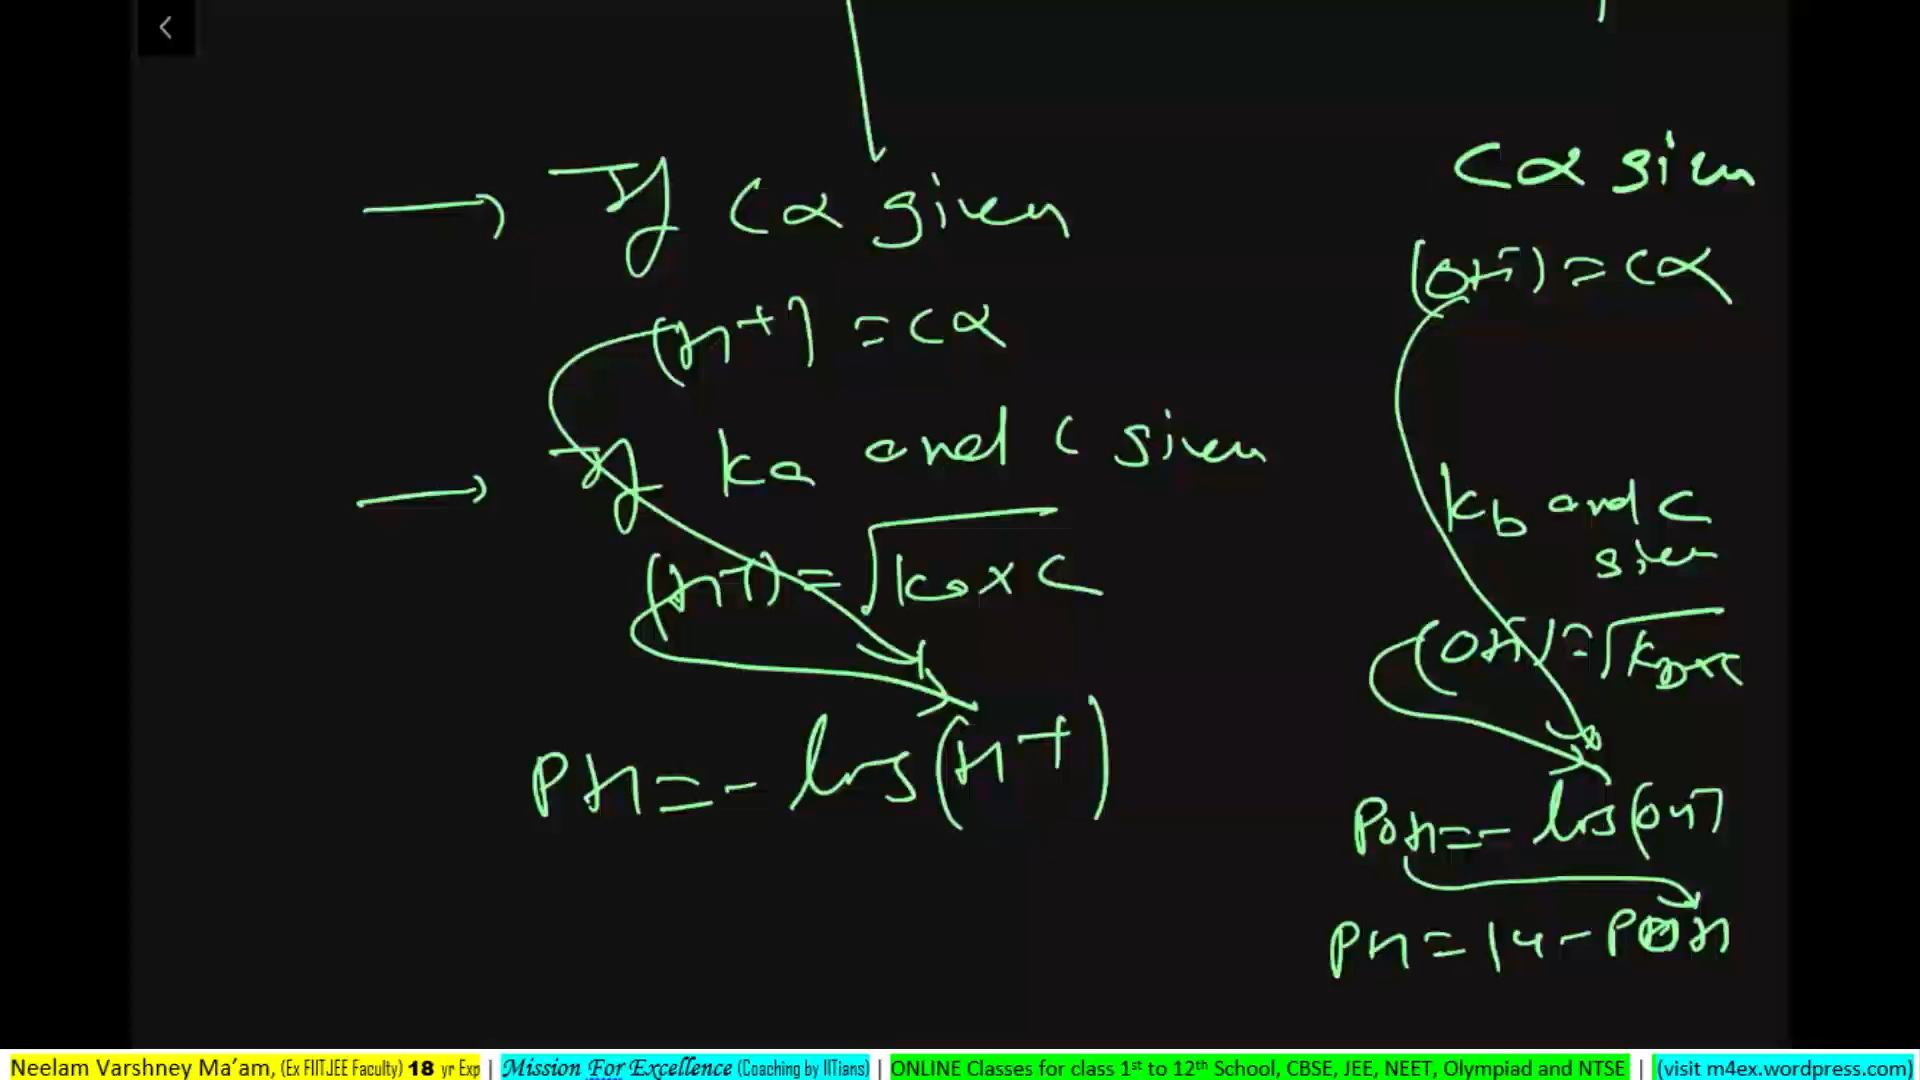 If Cα given
[H+] = Cα
If Ka and C given
[H+] = √Ka x C
PH = - log(H+)
Cα given
(OH-) = Cα
Kb and C
given
(OH-) = √Kb×C
POH = - log(OH-)
PH = 14 - POH
Neelam Varshney Ma’am, (Ex FIITJEE Faculty) 18 yr Exp | Mission For Excellence (Coaching by IITians) | ONLINE Classes for class 1st to 12th School, CBSE, JEE, NEET, Olympiad and NTSE | (visit m4ex.wordpress.com)